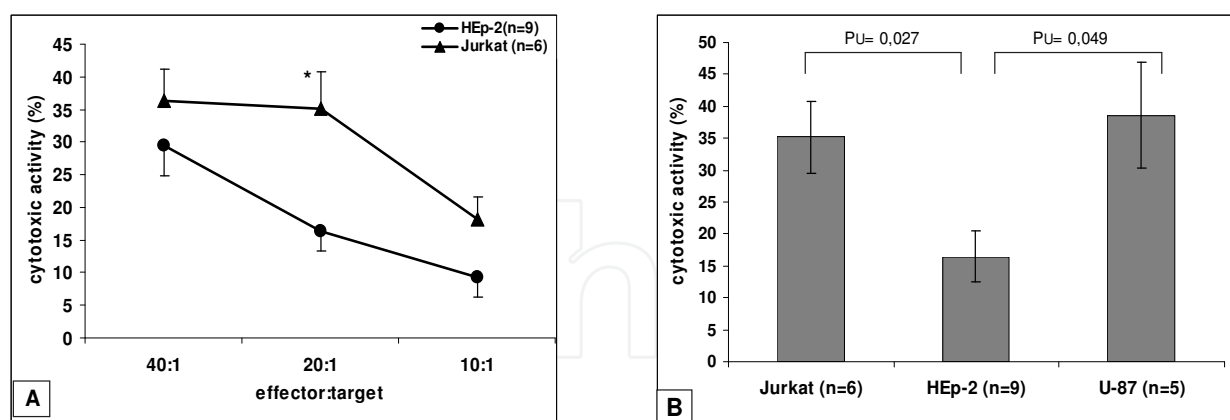 HEp-2(n=9)
Jurkat (n=6)
cytotoxic activity (%)
45
40
35
30
25
20
15
10
5
0
*
40:1
20:1
10:1
effector:target
A
PU= 0,027
PU= 0,049
cytotoxic activity (%)
50
45
40
35
30
25
20
15
10
5
0
Jurkat (n=6)
HEp-2 (n=9)
U-87 (n=5)
B